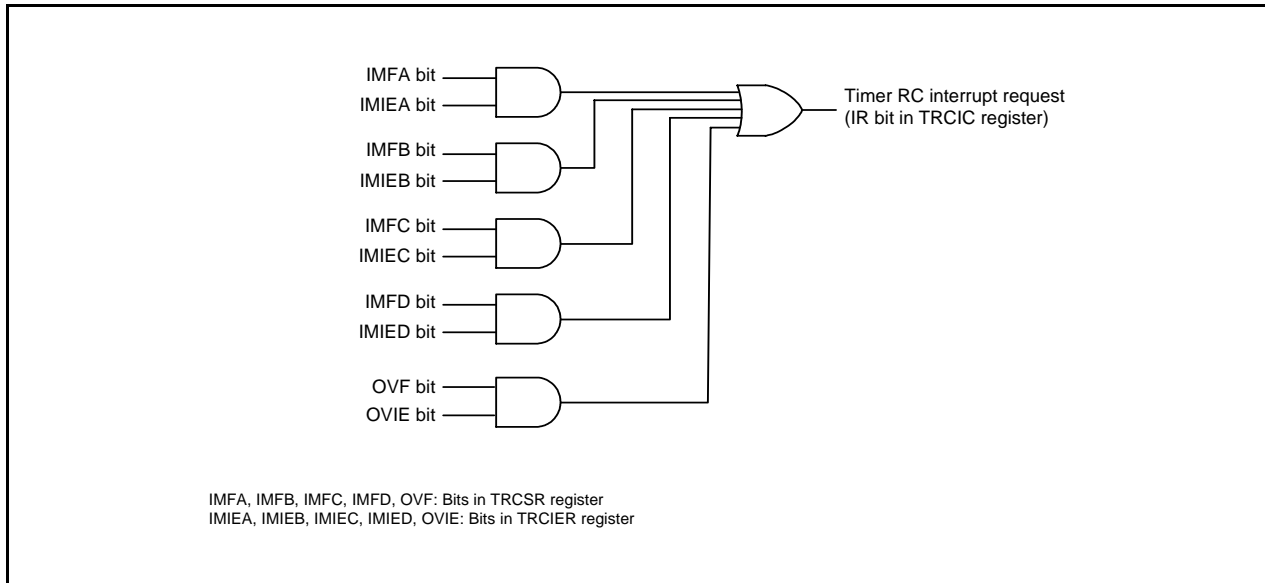 IMFA bit
IMIEA bit
IMFB bit
IMIEB bit
IMFC bit
IMIEC bit
IMFD bit
IMIED bit
OVF bit
OVIE bit
Timer RC interrupt request
(IR bit in TRCIC register)
IMFA, IMFB, IMFC, IMFD, OVF: Bits in TRCSR register
IMIEA, IMIEB, IMIEC, IMIED, OVIE: Bits in TRCIER register